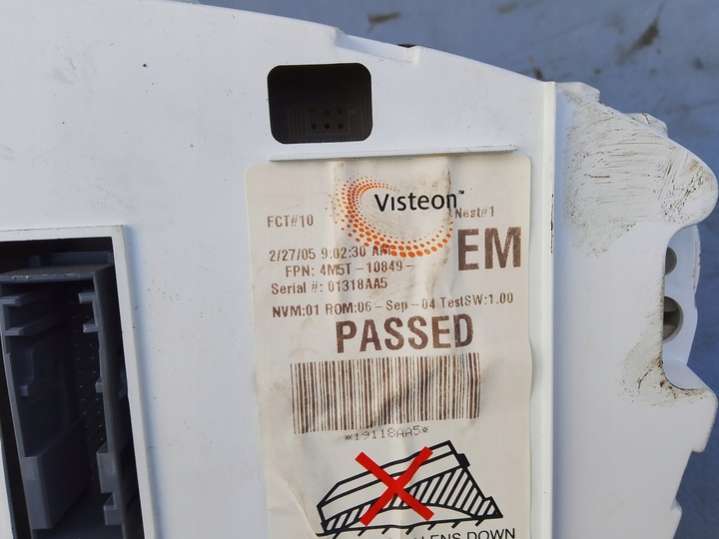 Visteon™
FCT#10
Nest#1
2/27/05 9:02:30 AM
FPN: 4M5T-10849-
EM
Serial #: 01318AA5
NVM:01 ROM:06-Sep-04 TestSW:1.00
PASSED
*19118AA5*
LENS DOWN